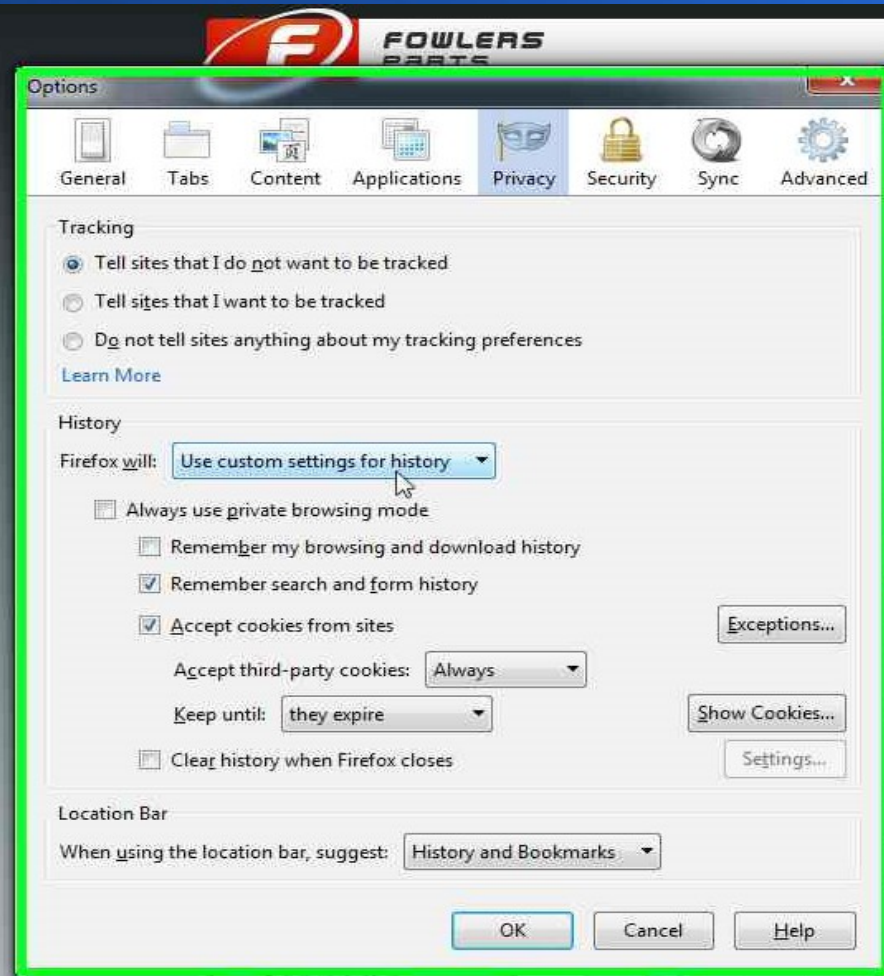 FOWLERS
PARTS
Options
General Tabs Content Applications Privacy Security Sync Advanced
Tracking
Tell sites that I do not want to be tracked
Tell sites that I want to be tracked
Do not tell sites anything about my tracking preferences
Learn More
History
Firefox will: Use custom settings for history
Always use private browsing mode
Remember my browsing and download history
Remember search and form history
Accept cookies from sites Exceptions...
Accept third-party cookies: Always
Keep until: they expire Show Cookies...
Clear history when Firefox closes Settings...
Location Bar
When using the location bar, suggest: History and Bookmarks
OK Cancel Help